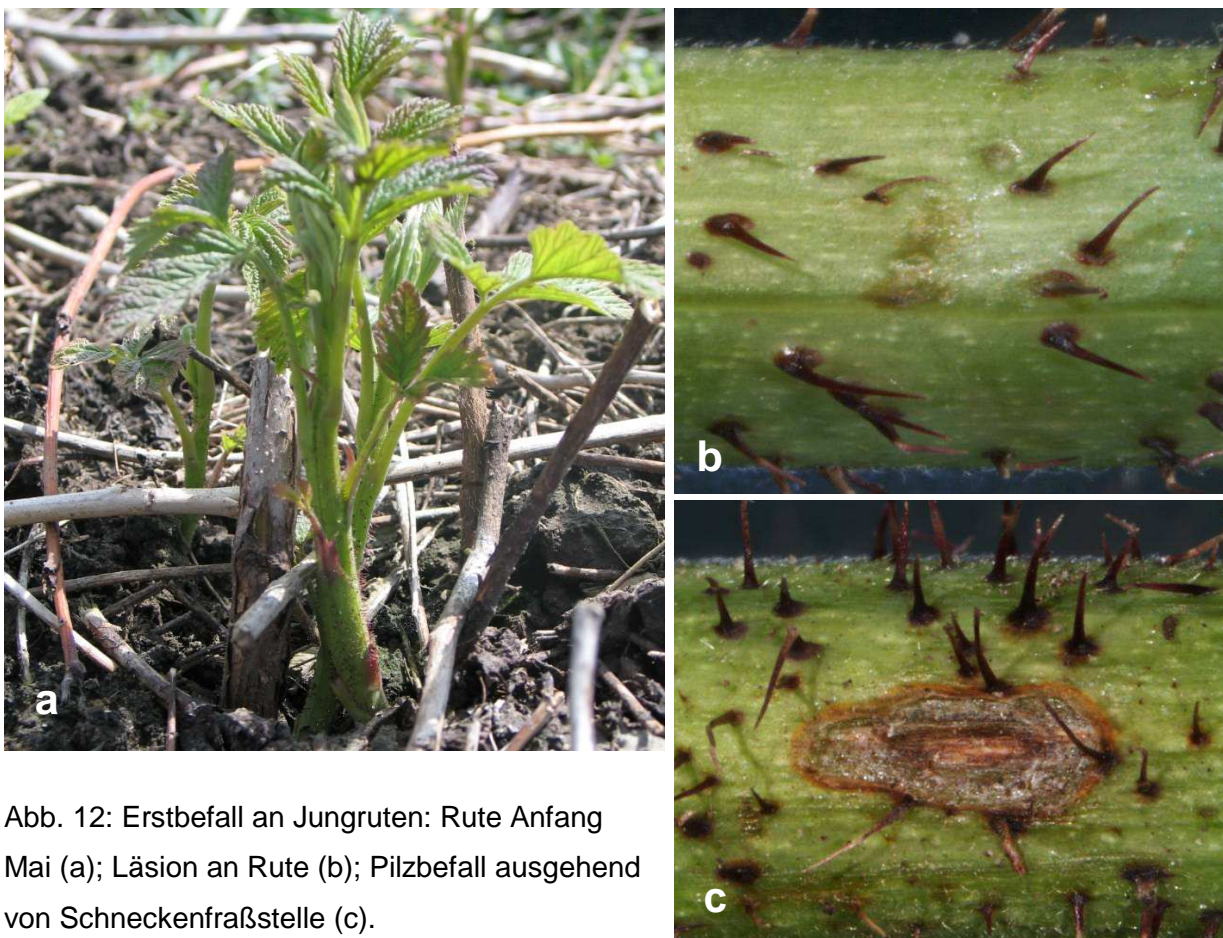 a
b
c
Abb. 12: Erstbefall an Jungruten: Rute Anfang
Mai (a); Läsion an Rute (b); Pilzbefall ausgehend
von Schneckenfraßstelle (c).